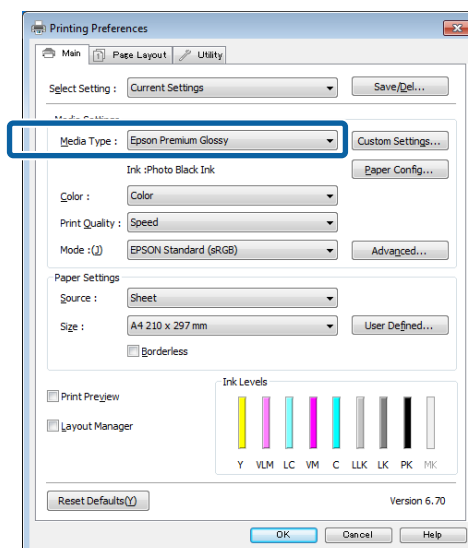 Printing Preferences
Main Page Layout Utility
Select Setting : Current Settings Save/Del...
Media Settings
Media Type : Epson Premium Glossy Custom Settings...
Ink :Photo Black Ink Paper Config...
Color : Color
Print Quality : Speed
Mode :(J) EPSON Standard (sRGB) Advanced...
Paper Settings
Source : Sheet
Size : A4 210 x 297 mm User Defined...
Borderless
Ink Levels
Print Preview
Layout Manager
Y VLM LC VM C LLK LK PK MK
Reset Defaults(Y) Version 6.70
OK Cancel Help